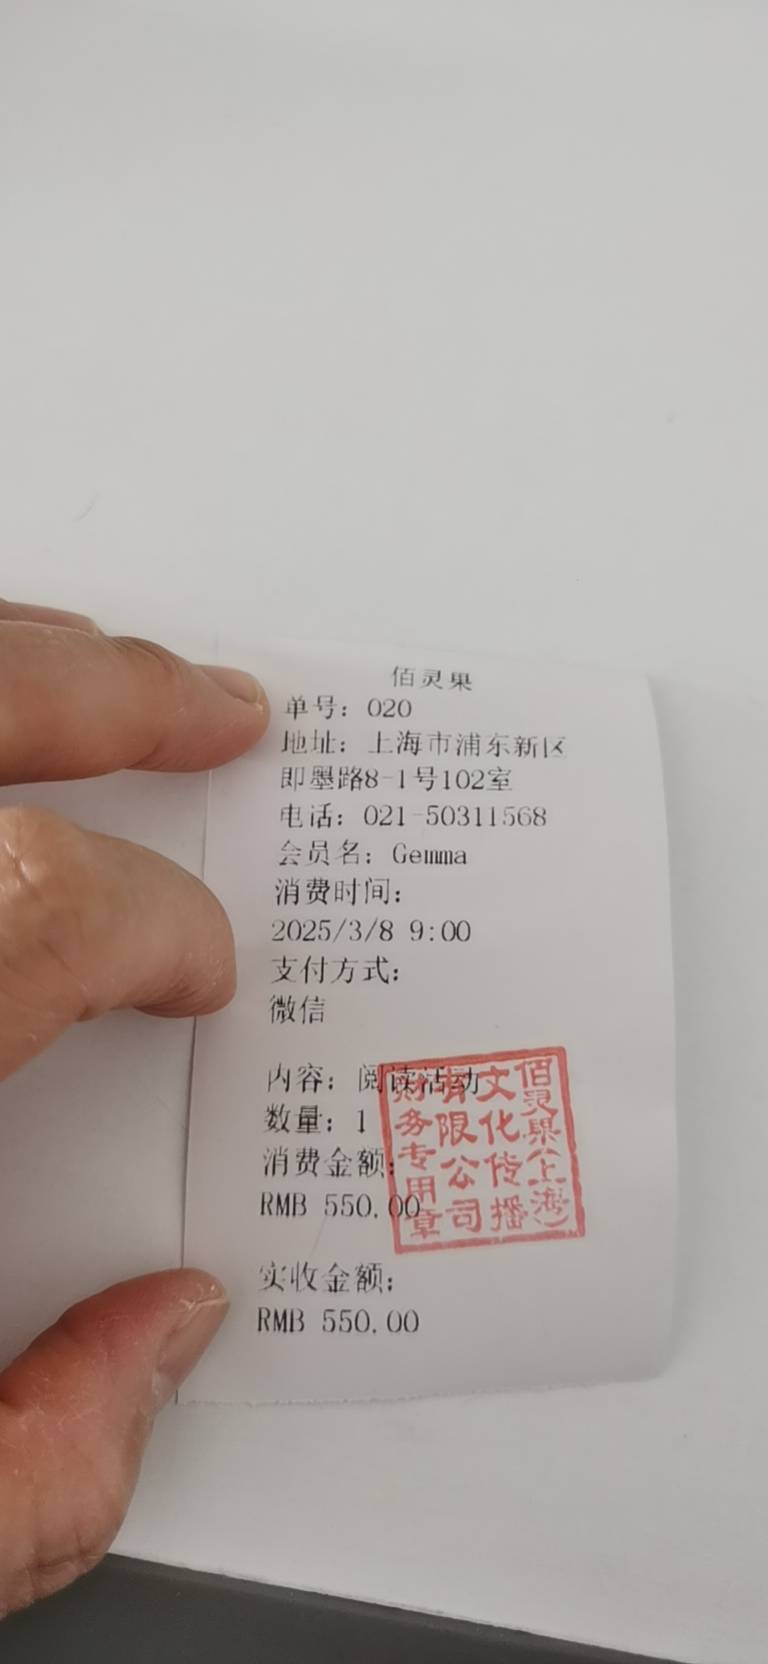 佰灵果
单号：020
地址：上海市浦东新区
即墨路8-1号102室
电话：021-50311568
会员名：Gemma
消费时间：
2025/3/8 9:00
支付方式：
微信
内容：阅读活动
数量：1
消费金额：
RMB 550.00
实收金额：
RMB 550.00
佰灵果（上海）
文化传播
有限公司
财务专用章